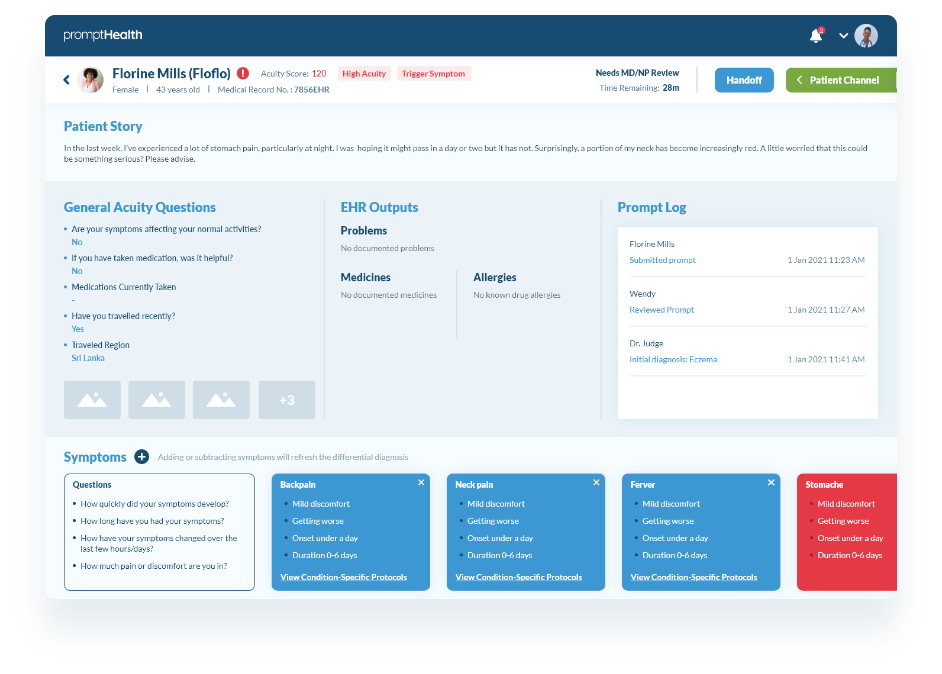 promptHealth
2
Florine Mills (Floflo) ! Acuity Score: 120 High Acuity Trigger Symptom
Female | 43 years old | Medical Record No. : 7856EHR
Needs MD/NP Review
Time Remaining: 28m
Handoff
Patient Channel
Patient Story
In the last week, I've experienced a lot of stomach pain, particularly at night. I was hoping it might pass in a day or two but it has not. Surprisingly, a portion of my neck has become increasingly red. A little worried that this could
be something serious? Please advise.
General Acuity Questions
• Are your symptoms affecting your normal activities?
No
• If you have taken medication, was it helpful?
No
• Medications Currently Taken
-
• Have you travelled recently?
Yes
• Traveled Region
Sri Lanka
+3
EHR Outputs
Problems
No documented problems
Medicines
No documented medicines
Allergies
No known drug allergies
Prompt Log
Florine Mills
Submitted prompt 1 Jan 2021 11:23 AM
Wendy
Reviewed Prompt 1 Jan 2021 11:27 AM
Dr. Judge
Initial diagnosis: Eczema 1 Jan 2021 11:41 AM
Symptoms + Adding or subtracting symptoms will refresh the differential diagnosis
Questions
• How quickly did your symptoms develop?
• How long have you had your symptoms?
• How have your symptoms changed over the
last few hours/days?
• How much pain or discomfort are you in?
Backpain
• Mild discomfort
• Getting worse
• Onset under a day
• Duration 0-6 days
View Condition-Specific Protocols
Neck pain
• Mild discomfort
• Getting worse
• Onset under a day
• Duration 0-6 days
View Condition-Specific Protocols
Ferver
• Mild discomfort
• Getting worse
• Onset under a day
• Duration 0-6 days
View Condition-Specific Protocols
Stomache
• Mild discomfort
• Getting worse
• Onset under a day
• Duration 0-6 days